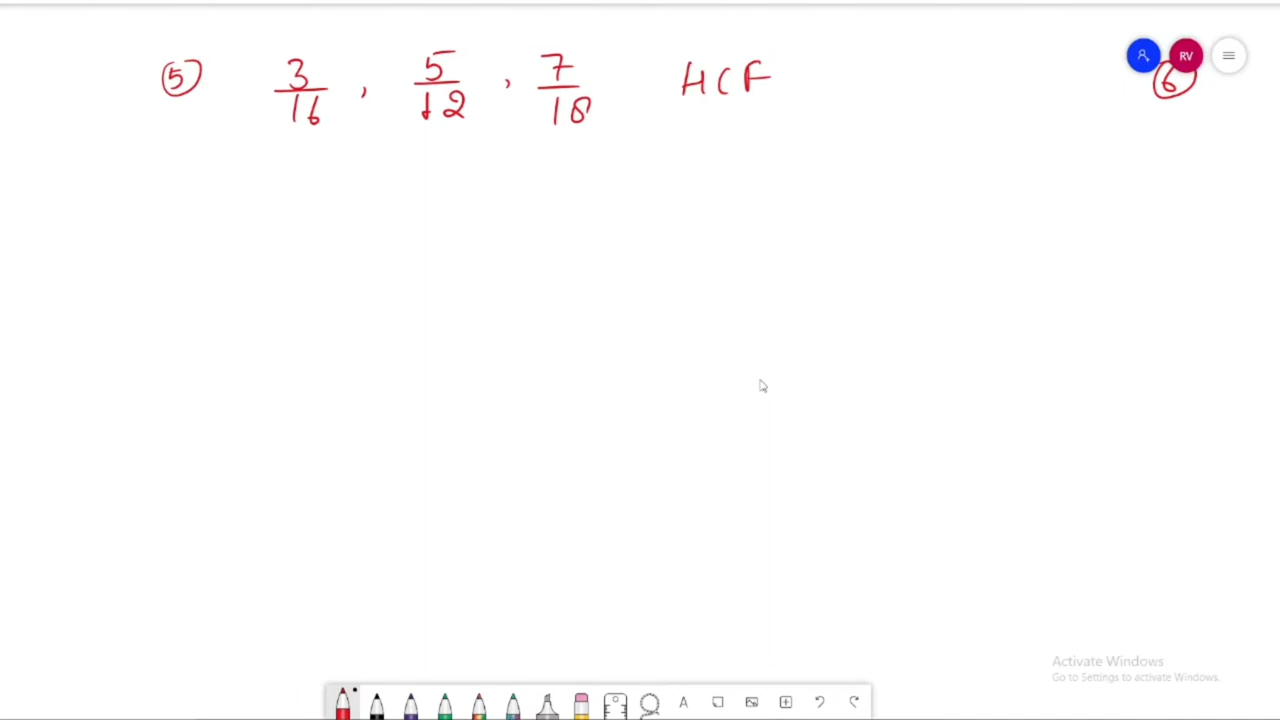 ⑤ 3/16 , 5/12 , 7/18 HCF
RV
⑥
A
Activate Windows
Go to Settings to activate Windows.